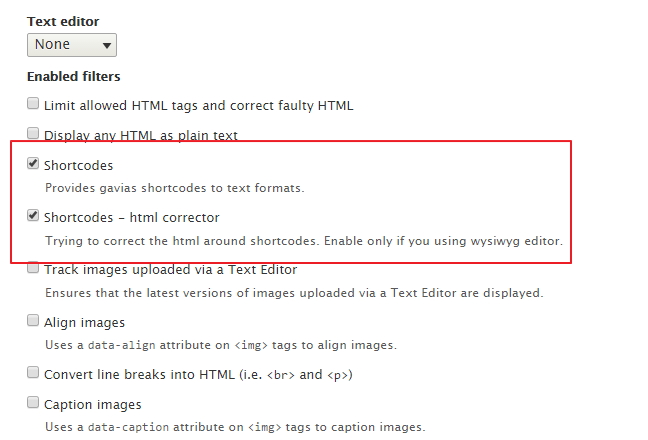 Text editor
None
Enabled filters
Limit allowed HTML tags and correct faulty HTML
Display any HTML as plain text
Shortcodes
Provides gavias shortcodes to text formats.
Shortcodes - html corrector
Trying to correct the html around shortcodes. Enable only if you using wysiwyg editor.
Track images uploaded via a Text Editor
Ensures that the latest versions of images uploaded via a Text Editor are displayed.
Align images
Uses a data-align attribute on <img> tags to align images.
Convert line breaks into HTML (i.e. <br> and <p>)
Caption images
Uses a data-caption attribute on <img> tags to caption images.